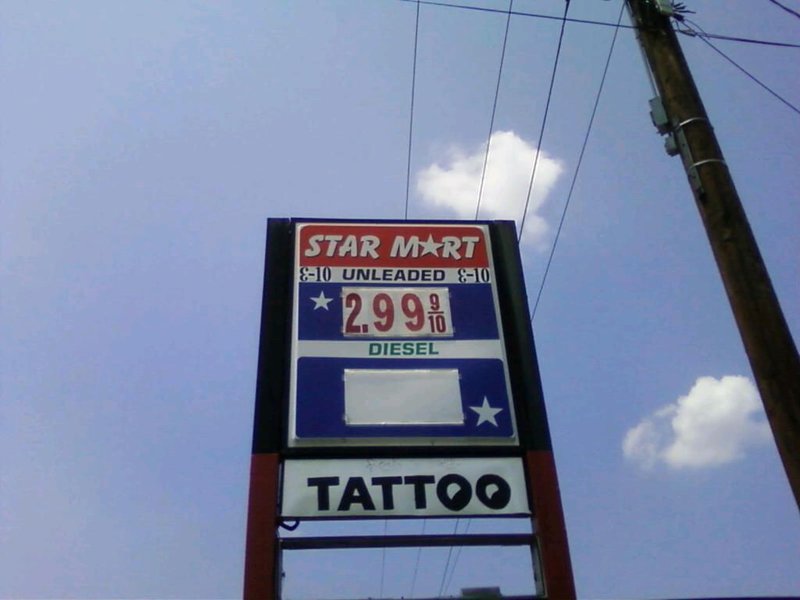 STAR MART
ε-10 UNLEADED ε-10
2.99 9/10
DIESEL
TATTOO